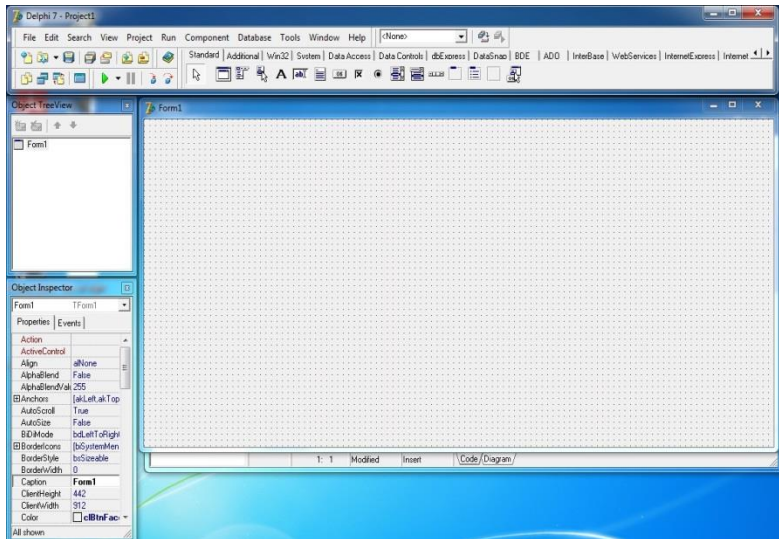 Delphi 7 - Project1
File Edit Search View Project Run Component Database Tools Window Help <None>
Standard Additional Win32 System Data Access Data Controls dbExpress DataSnap BDE ADO InterBase WebServices InternetExpress Internet
Object TreeView
Form1
Form1
Object Inspector
Form1 TForm1
Properties Events
Action
ActiveControl
Align alNone
AlphaBlend False
AlphaBlendVal 255
Anchors [akLeft,akTop
AutoScroll True
AutoSize False
BiDiMode bdLeftToRight
BorderIcons [biSystemMen
BorderStyle bsSizeable
BorderWidth 0
Caption Form1
ClientHeight 442
ClientWidth 912
Color clBtnFac
All shown
1: 1 Modified Insert Code Diagram